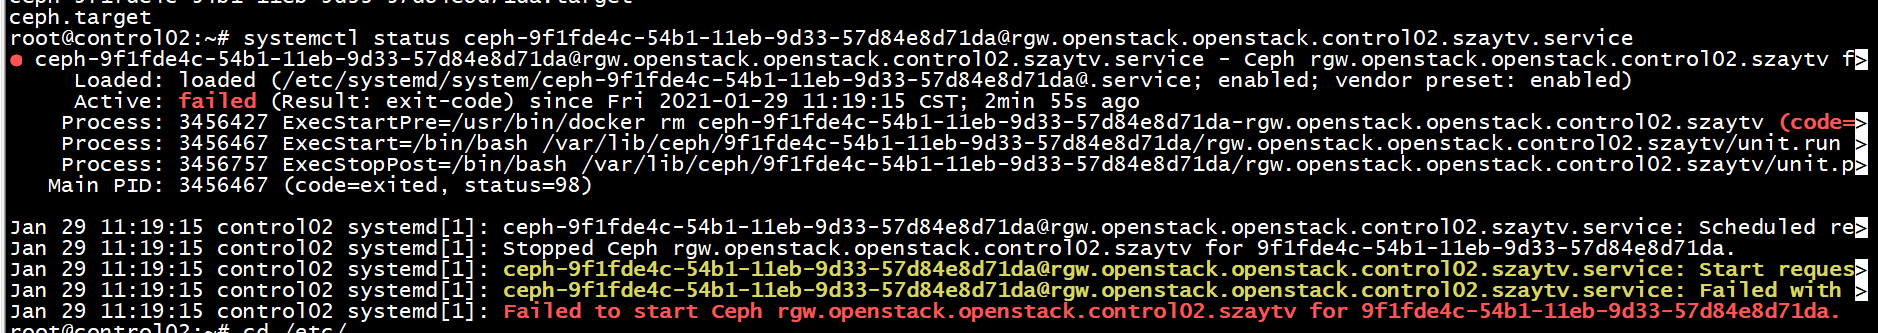 ceph-9f1fde4c-54b1-11eb-9d33-57d84e8d71da.target
ceph.target
root@control02:~# systemctl status ceph-9f1fde4c-54b1-11eb-9d33-57d84e8d71da@rgw.openstack.openstack.control02.szaytv.service
● ceph-9f1fde4c-54b1-11eb-9d33-57d84e8d71da@rgw.openstack.openstack.control02.szaytv.service - Ceph rgw.openstack.openstack.control02.szaytv f>
Loaded: loaded (/etc/systemd/system/ceph-9f1fde4c-54b1-11eb-9d33-57d84e8d71da@.service; enabled; vendor preset: enabled)
Active: failed (Result: exit-code) since Fri 2021-01-29 11:19:15 CST; 2min 55s ago
Process: 3456427 ExecStartPre=/usr/bin/docker rm ceph-9f1fde4c-54b1-11eb-9d33-57d84e8d71da-rgw.openstack.openstack.control02.szaytv (code=>
Process: 3456467 ExecStart=/bin/bash /var/lib/ceph/9f1fde4c-54b1-11eb-9d33-57d84e8d71da/rgw.openstack.openstack.control02.szaytv/unit.run >
Process: 3456757 ExecStopPost=/bin/bash /var/lib/ceph/9f1fde4c-54b1-11eb-9d33-57d84e8d71da/rgw.openstack.openstack.control02.szaytv/unit.p>
Main PID: 3456467 (code=exited, status=98)
Jan 29 11:19:15 control02 systemd[1]: ceph-9f1fde4c-54b1-11eb-9d33-57d84e8d71da@rgw.openstack.openstack.control02.szaytv.service: Scheduled re>
Jan 29 11:19:15 control02 systemd[1]: Stopped Ceph rgw.openstack.openstack.control02.szaytv for 9f1fde4c-54b1-11eb-9d33-57d84e8d71da.
Jan 29 11:19:15 control02 systemd[1]: ceph-9f1fde4c-54b1-11eb-9d33-57d84e8d71da@rgw.openstack.openstack.control02.szaytv.service: Start reques>
Jan 29 11:19:15 control02 systemd[1]: ceph-9f1fde4c-54b1-11eb-9d33-57d84e8d71da@rgw.openstack.openstack.control02.szaytv.service: Failed with >
Jan 29 11:19:15 control02 systemd[1]: Failed to start Ceph rgw.openstack.openstack.control02.szaytv for 9f1fde4c-54b1-11eb-9d33-57d84e8d71da.
root@control02:~# cd /etc/